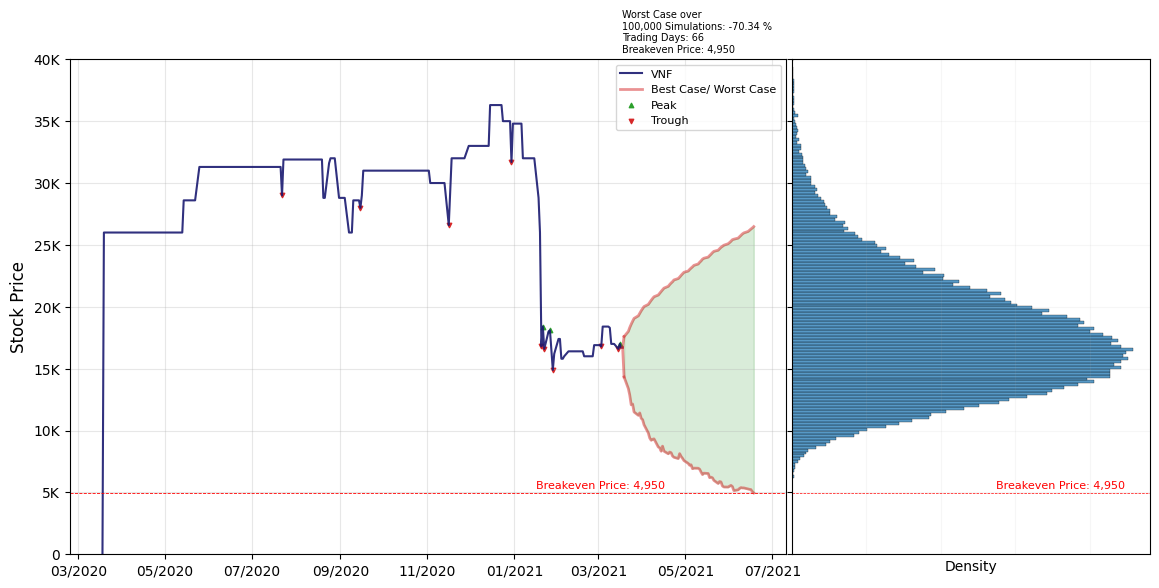 Worst Case over
100,000 Simulations: -70.34 %
Trading Days: 66
Breakeven Price: 4,950
VNF
Best Case/ Worst Case
Peak
Trough
Stock Price
40K
35K
30K
25K
20K
15K
10K
5K
0
Breakeven Price: 4,950
Breakeven Price: 4,950
03/2020
05/2020
07/2020
09/2020
11/2020
01/2021
03/2021
05/2021
07/2021
Density